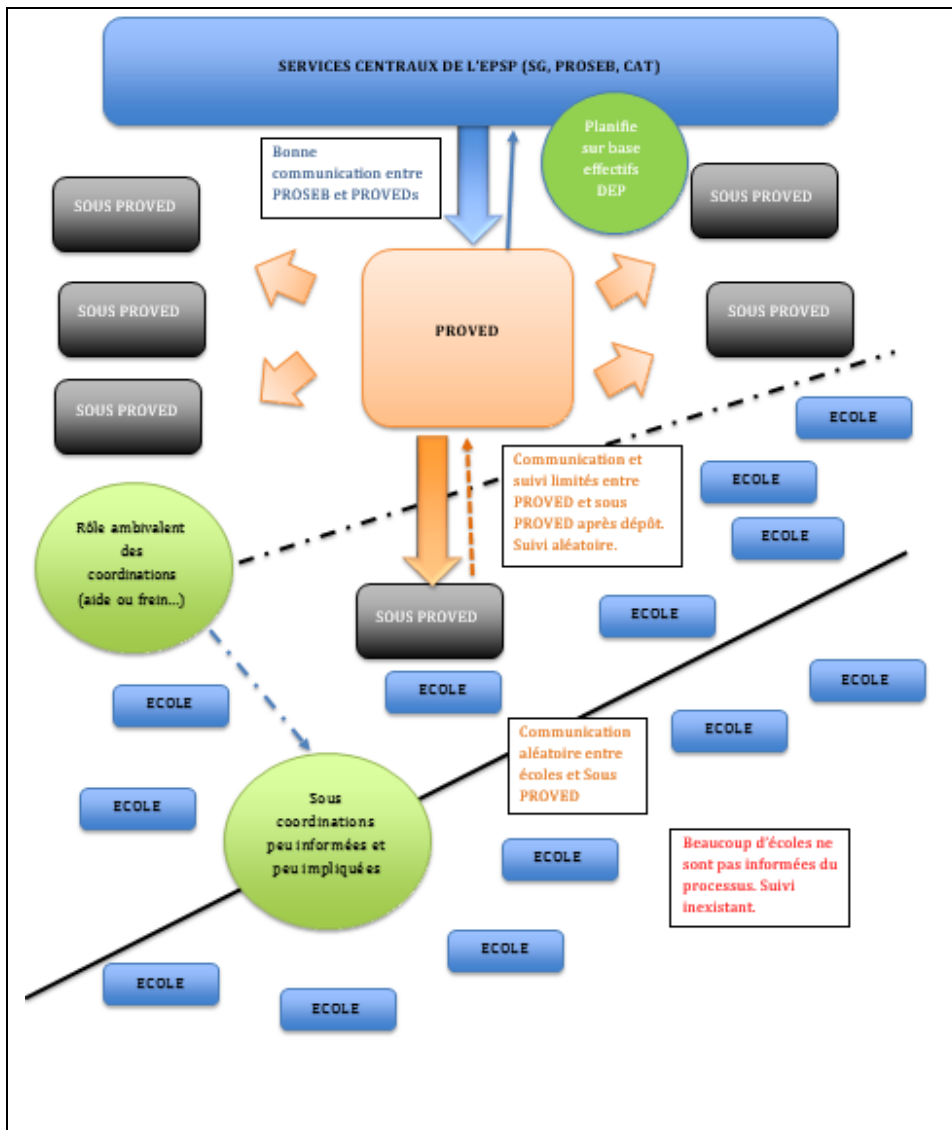 SERVICES CENTRAUX DE L'EPSP (SG, PROSEB, CAT)
Planifie
sur base
effectifs
DEP
Bonne
communication entre
PROSEB et PROVEDs
SOUS PROVED
SOUS PROVED
SOUS PROVED
SOUS PROVED
PROVED
SOUS PROVED
ECOLE
Communication et
suivi limités entre
PROVED et sous
PROVED après dépôt.
Suivi aléatoire.
ECOLE
ECOLE
Rôle ambivalent
des
coordinations
(aide ou frein...)
SOUS PROVED
ECOLE
ECOLE
ECOLE
ECOLE
ECOLE
Communication
aléatoire entre
écoles et Sous
PROVED
ECOLE
Sous
coordinations
peu informées et
peu impliquées
ECOLE
Beaucoup d'écoles ne
sont pas informées du
processus. Suivi
inexistant.
ECOLE
ECOLE
ECOLE